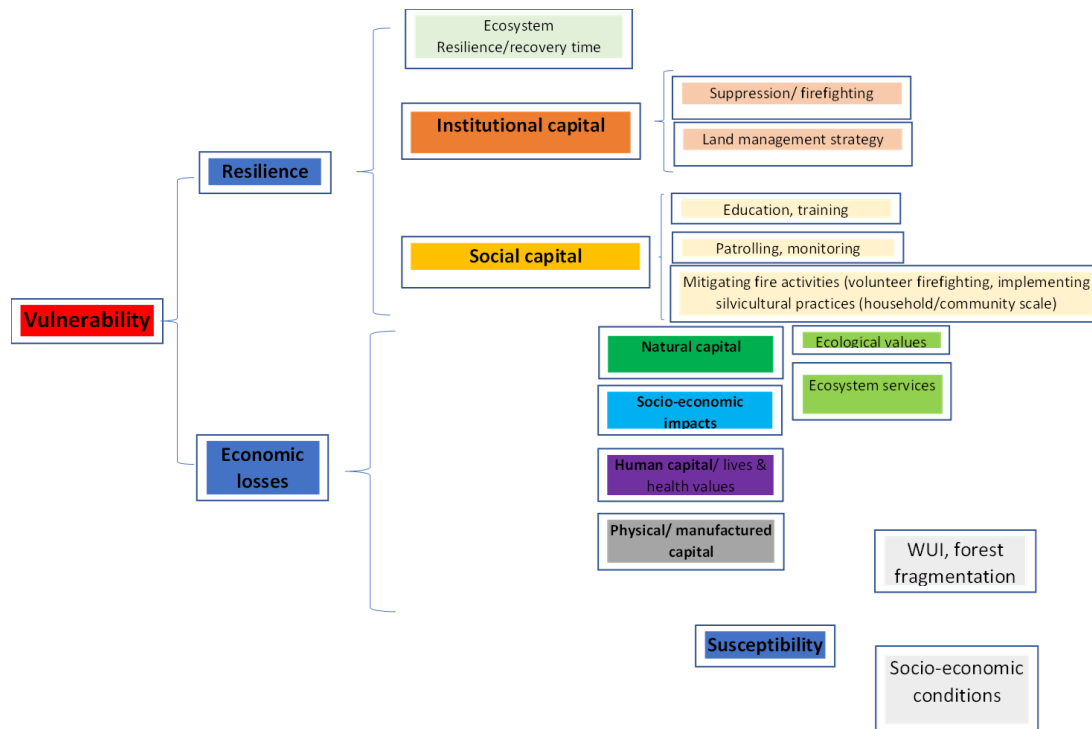 Ecosystem
Resilience/recovery time
Institutional capital
Suppression/ firefighting
Land management strategy
Resilience
Social capital
Education, training
Patrolling, monitoring
Mitigating fire activities (volunteer firefighting, implementing
silvicultural practices (household/community scale)
Vulnerability
Natural capital
Ecological values
Ecosystem services
Socio-economic
impacts
Economic
losses
Human capital/ lives &
health values
Physical/ manufactured
capital
WUI, forest
fragmentation
Susceptibility
Socio-economic
conditions